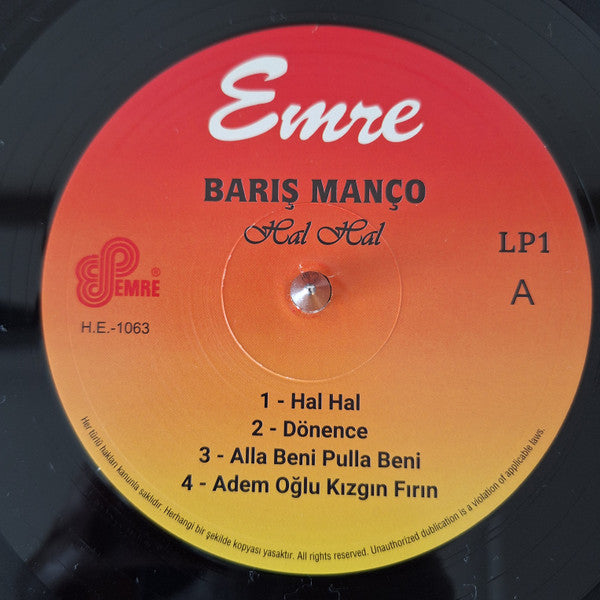 Emre
BARIŞ MANÇO
Hal Hal
LP1
A
EMRE®
H.E.-1063
1 - Hal Hal
2 - Dönence
3 - Alla Beni Pulla Beni
4 - Adem Oğlu Kızgın Fırın
Her türlü hakları kanunla saklıdır. Herhangi bir şekilde kopyası yasaktır. All rights reserved. Unauthorized dublication is a violation of applicable laws.